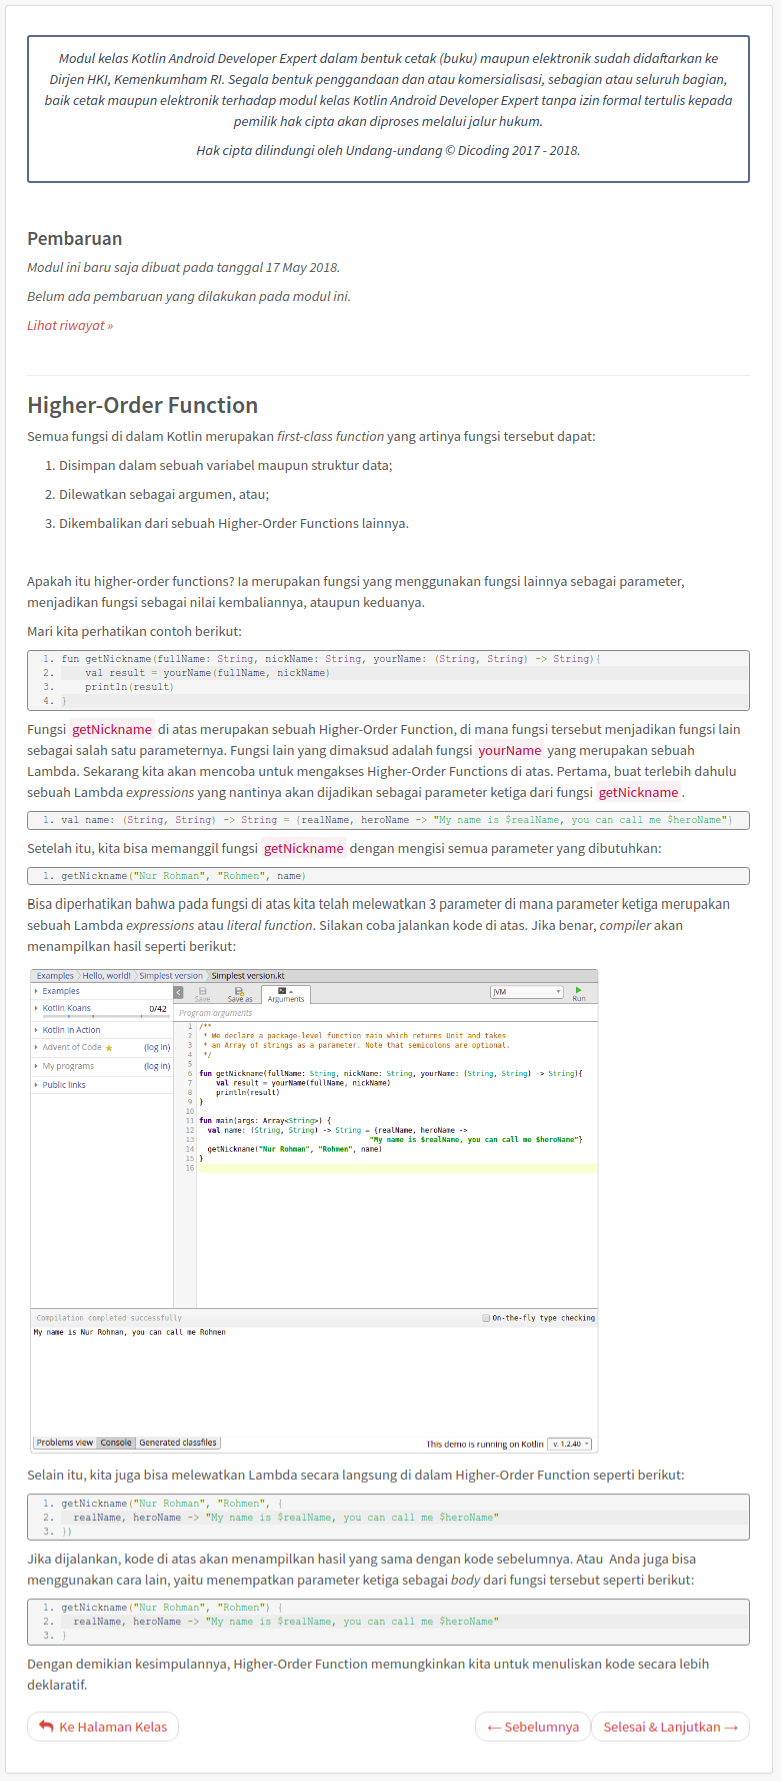 Modul kelas Kotlin Android Developer Expert dalam bentuk cetak (buku) maupun elektronik sudah didaftarkan ke
Dirjen HKI, Kemenkumham RI. Segala bentuk penggandaan dan atau komersialisasi, sebagian atau seluruh bagian,
baik cetak maupun elektronik terhadap modul kelas Kotlin Android Developer Expert tanpa izin formal tertulis kepada
pemilik hak cipta akan diproses melalui jalur hukum.
Hak cipta dilindungi oleh Undang-undang © Dicoding 2017 - 2018.
Pembaruan
Modul ini baru saja dibuat pada tanggal 17 May 2018.
Belum ada pembaruan yang dilakukan pada modul ini.
Lihat riwayat »
Higher-Order Function
Semua fungsi di dalam Kotlin merupakan first-class function yang artinya fungsi tersebut dapat:
1. Disimpan dalam sebuah variabel maupun struktur data;
2. Dilewatkan sebagai argumen, atau;
3. Dikembalikan dari sebuah Higher-Order Functions lainnya.
Apakah itu higher-order functions? Ia merupakan fungsi yang menggunakan fungsi lainnya sebagai parameter,
menjadikan fungsi sebagai nilai kembaliannya, ataupun keduanya.
Mari kita perhatikan contoh berikut:
1. fun getNickname(fullName: String, nickName: String, yourName: (String, String) -> String){
2.     val result = yourName(fullName, nickName)
3.     println(result)
4. }
Fungsi getNickname di atas merupakan sebuah Higher-Order Function, di mana fungsi tersebut menjadikan fungsi lain
sebagai salah satu parameternya. Fungsi lain yang dimaksud adalah fungsi yourName yang merupakan sebuah
Lambda. Sekarang kita akan mencoba untuk mengakses Higher-Order Functions di atas. Pertama, buat terlebih dahulu
sebuah Lambda expressions yang nantinya akan dijadikan sebagai parameter ketiga dari fungsi getNickname .
1. val name: (String, String) -> String = {realName, heroName -> "My name is $realName, you can call me $heroName"}
Setelah itu, kita bisa memanggil fungsi getNickname dengan mengisi semua parameter yang dibutuhkan:
1. getNickname("Nur Rohman", "Rohmen", name)
Bisa diperhatikan bahwa pada fungsi di atas kita telah melewatkan 3 parameter di mana parameter ketiga merupakan
sebuah Lambda expressions atau literal function. Silakan coba jalankan kode di atas. Jika benar, compiler akan
menampilkan hasil seperti berikut:
Examples Hello, world! Simplest version Simplest version.kt
Examples
Kotlin Koans 0/42
Kotlin in Action
Advent of Code (log in)
My programs (log in)
Public links
< Save Save as Arguments JVM Run
Program arguments
1 /**
2 * We declare a package-level function main which returns Unit and takes
3 * an Array of strings as a parameter. Note that semicolons are optional.
4 */
5
6 fun getNickname(fullName: String, nickName: String, yourName: (String, String) -> String){
7     val result = yourName(fullName, nickName)
8     println(result)
9 }
10
11 fun main(args: Array<String>) {
12   val name: (String, String) -> String = {realName, heroName ->
13     "My name is $realName, you can call me $heroName"}
14   getNickname("Nur Rohman", "Rohmen", name)
15 }
16
Compilation completed successfully On-the-fly type checking
My name is Nur Rohman, you can call me Rohmen
Problems view Console Generated classfiles This demo is running on Kotlin v. 1.2.40
Selain itu, kita juga bisa melewatkan Lambda secara langsung di dalam Higher-Order Function seperti berikut:
1. getNickname("Nur Rohman", "Rohmen", {
2.   realName, heroName -> "My name is $realName, you can call me $heroName"
3. })
Jika dijalankan, kode di atas akan menampilkan hasil yang sama dengan kode sebelumnya. Atau Anda juga bisa
menggunakan cara lain, yaitu menempatkan parameter ketiga sebagai body dari fungsi tersebut seperti berikut:
1. getNickname("Nur Rohman", "Rohmen") {
2.   realName, heroName -> "My name is $realName, you can call me $heroName"
3. }
Dengan demikian kesimpulannya, Higher-Order Function memungkinkan kita untuk menuliskan kode secara lebih
deklaratif.
Ke Halaman Kelas
← Sebelumnya
Selesai & Lanjutkan →